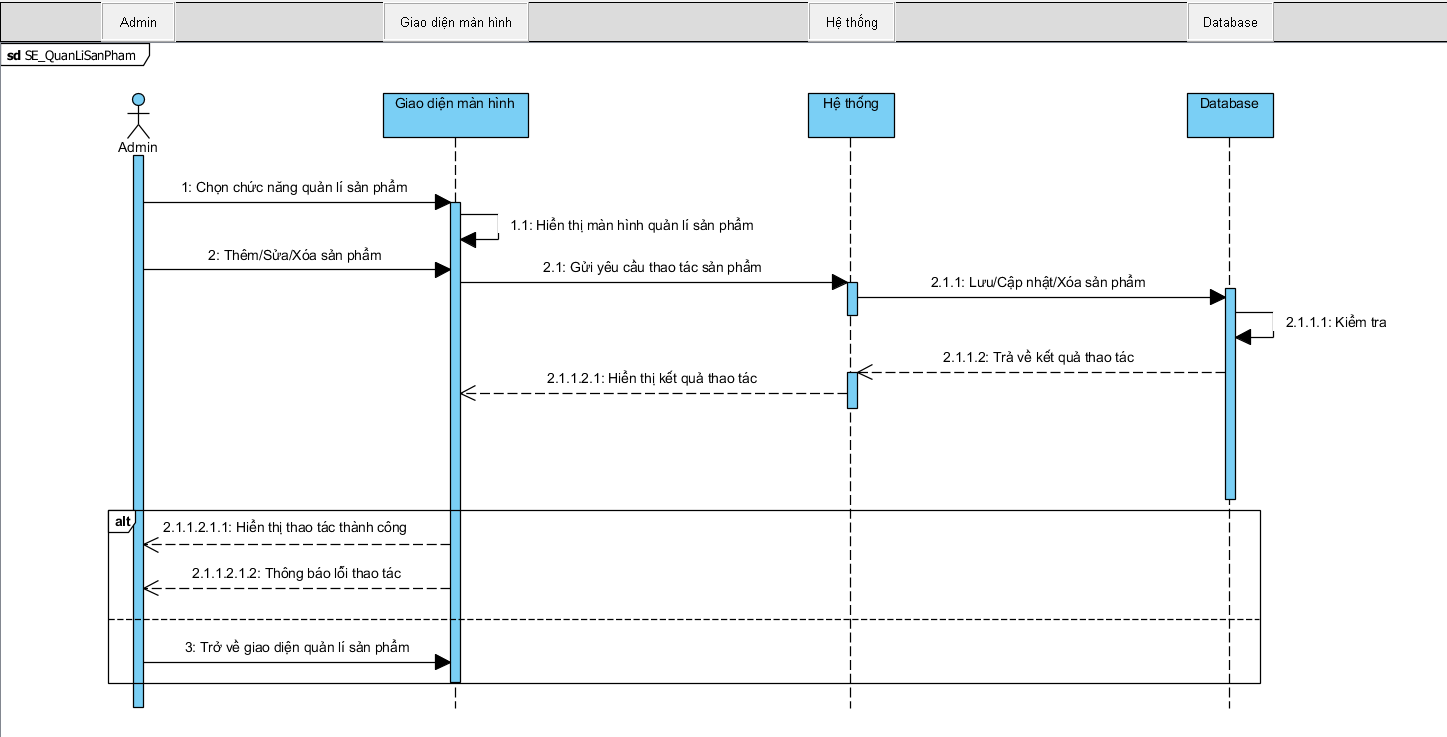 Admin
Giao diện màn hình
Hệ thống
Database
sd SE_QuanLiSanPham
Giao diện màn hình
Hệ thống
Database
Admin
1: Chọn chức năng quản lí sản phẩm
1.1: Hiển thị màn hình quản lí sản phẩm
2: Thêm/Sửa/Xóa sản phẩm
2.1: Gửi yêu cầu thao tác sản phẩm
2.1.1: Lưu/Cập nhật/Xóa sản phẩm
2.1.1.1: Kiểm tra
2.1.1.2: Trả về kết quả thao tác
2.1.1.2.1: Hiển thị kết quả thao tác
alt
2.1.1.2.1.1: Hiển thị thao tác thành công
2.1.1.2.1.2: Thông báo lỗi thao tác
3: Trở về giao diện quản lí sản phẩm